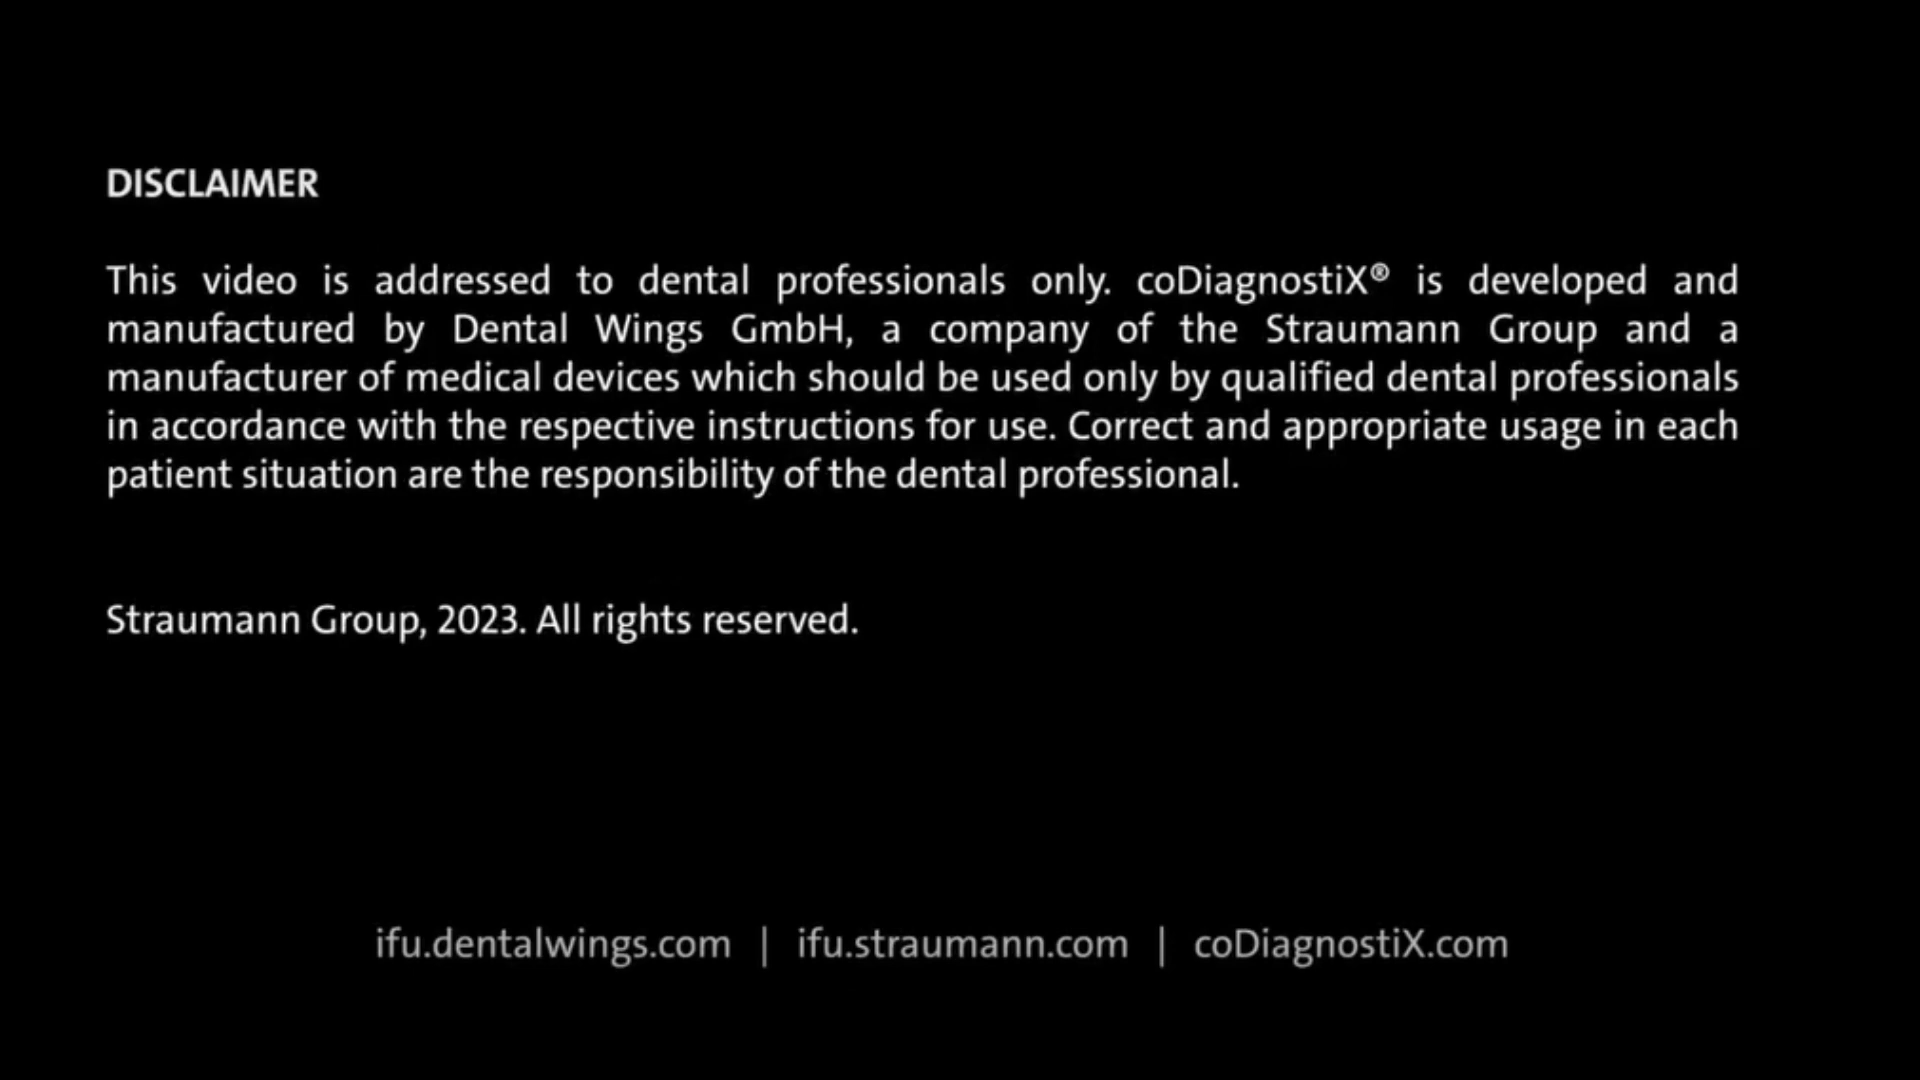 DISCLAIMER
This video is addressed to dental professionals only. coDiagnostiX® is developed and
manufactured by Dental Wings GmbH, a company of the Straumann Group and a
manufacturer of medical devices which should be used only by qualified dental professionals
in accordance with the respective instructions for use. Correct and appropriate usage in each
patient situation are the responsibility of the dental professional.
Straumann Group, 2023. All rights reserved.
ifu.dentalwings.com | ifu.straumann.com | coDiagnostiX.com